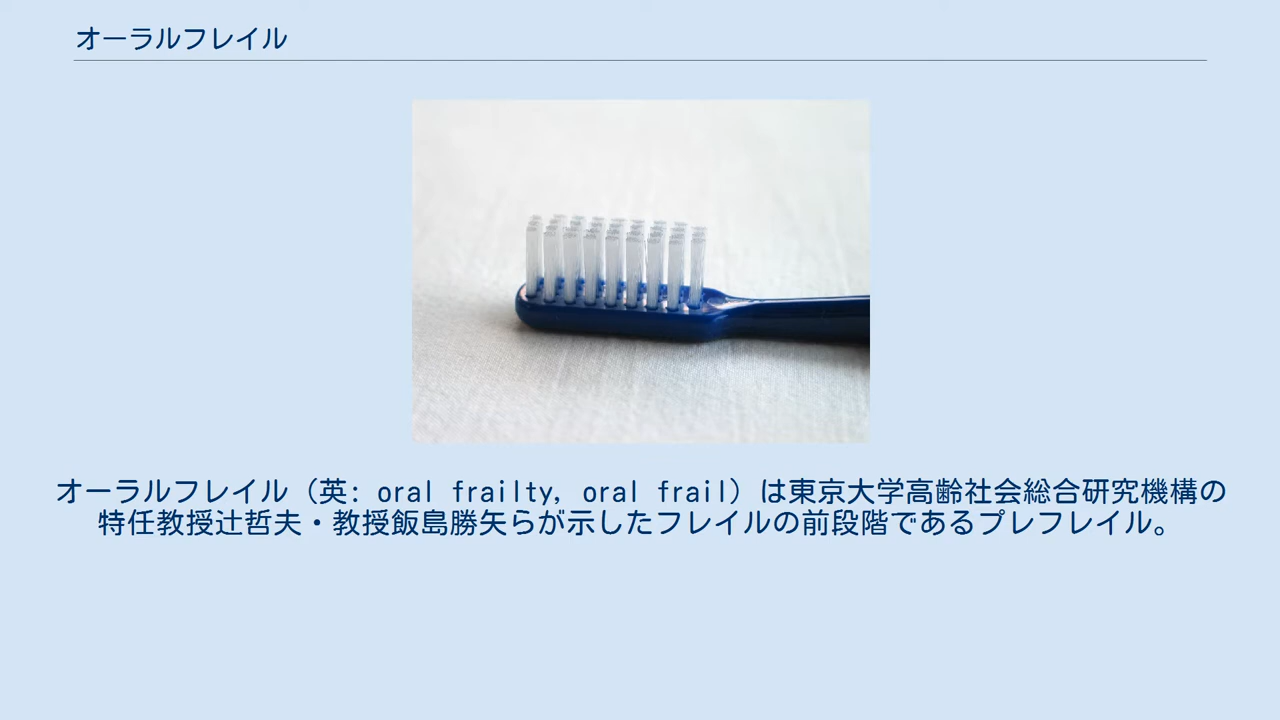 オーラルフレイル
オーラルフレイル（英: oral frailty, oral frail）は東京大学高齢社会総合研究機構の
特任教授辻哲夫・教授飯島勝矢らが示したフレイルの前段階であるプレフレイル。